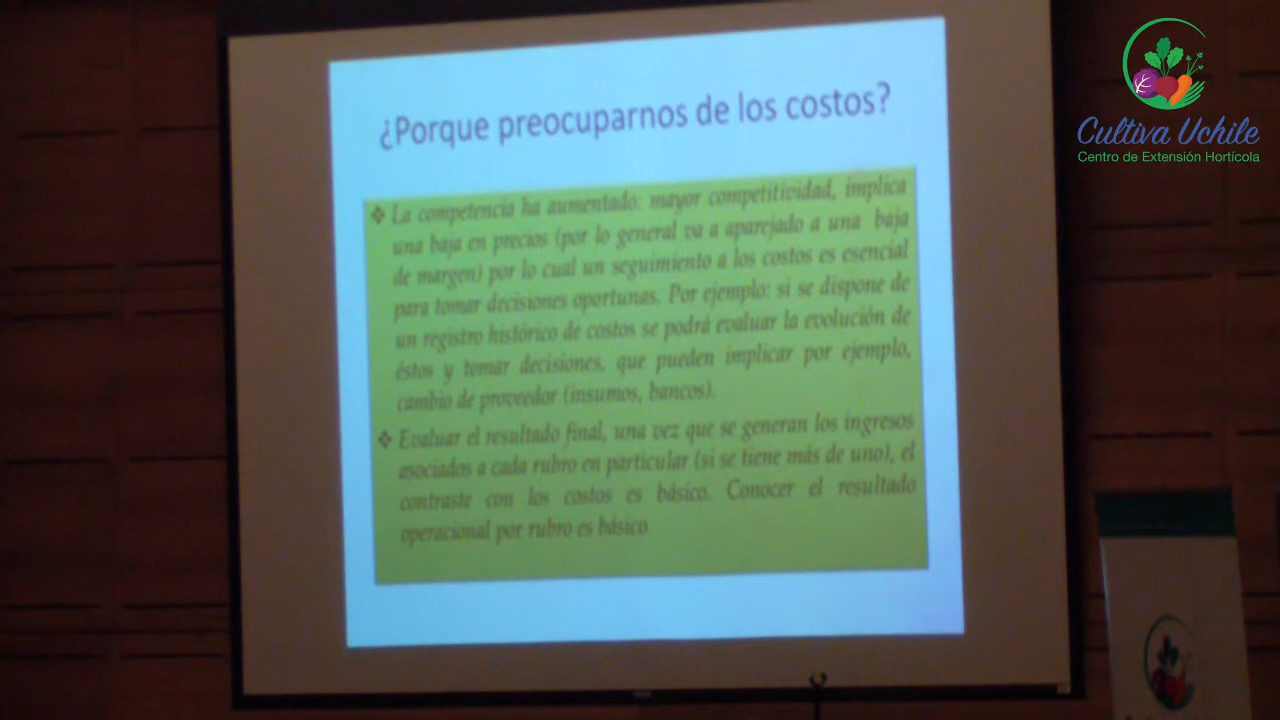 ¿Porque preocuparnos de los costos?
❖ La competencia ha aumentado: mayor competitividad, implica
una baja en precios (por lo general va a aparejado a una baja
de margen) por lo cual un seguimiento a los costos es esencial
para tomar decisiones oportunas. Por ejemplo: si se dispone de
un registro histórico de costos se podrá evaluar la evolución de
éstos y tomar decisiones, que pueden implicar por ejemplo,
cambio de proveedor (insumos, bancos).
❖ Evaluar el resultado final, una vez que se generan los ingresos
asociados a cada rubro en particular (si se tiene más de uno), el
contraste con los costos es básico. Conocer el resultado
operacional por rubro es básico
Cultiva Uchile
Centro de Extensión Hortícola